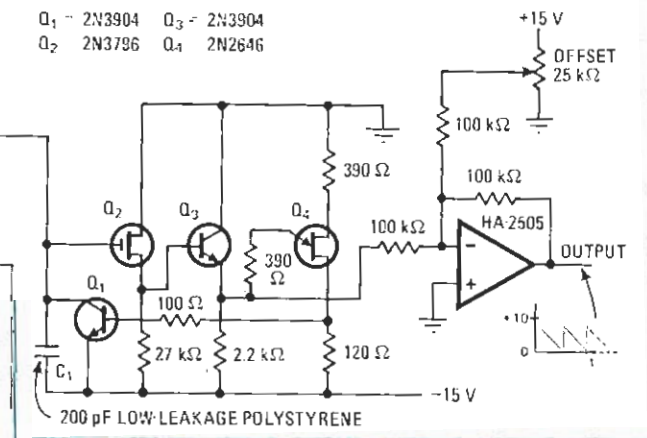 Q1 - 2N3904 Q3 - 2N3904
Q2 2N3796 Q4 2N2646
+15 V
OFFSET
25 kΩ
100 kΩ
390 Ω
100 kΩ
HA-2505
Q2
Q3
Q4
100 kΩ
390
Ω
OUTPUT
Q1
100 Ω
+10
0
t
C1
27 kΩ
2.2 kΩ
120 Ω
-15 V
200 pF LOW-LEAKAGE POLYSTYRENE